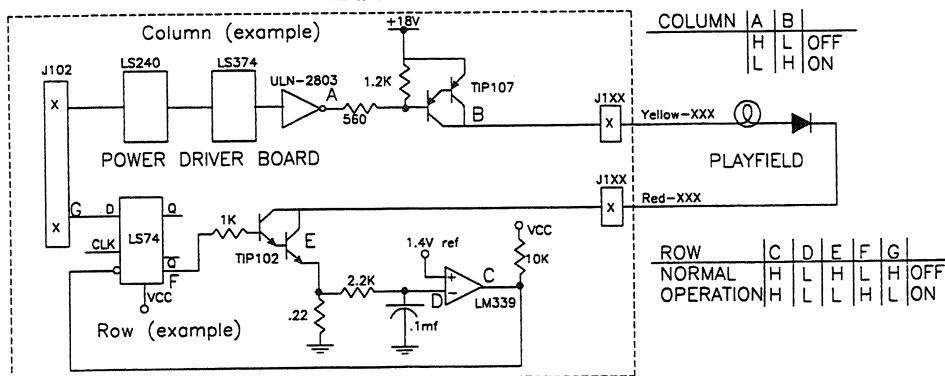 Column (example)
+18V
COLUMN A B
H L OFF
L H ON
J102
LS240
LS374
ULN-2803
A
1.2K
TIP107
560
B
J1XX
Yellow-XXX
X
X
POWER DRIVER BOARD
PLAYFIELD
J1XX
Red-XXX
X
G
D
Q
X
LS74
1K
E
CLK
TIP102
Q
F
VCC
1.4V ref
VCC
10K
C
+
2.2K
D
−
LM339
.22
.1mf
Row (example)
ROW C D E F G
NORMAL H L H L H OFF
OPERATION H L L H L ON